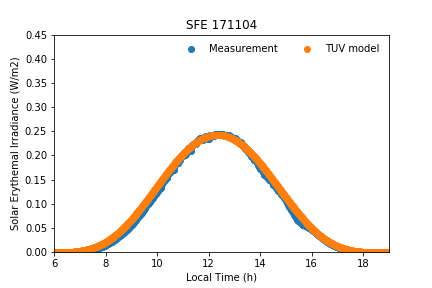 SFE 171104
Measurement
TUV model
Solar Erythemal Irradiance (W/m2)
0.45
0.40
0.35
0.30
0.25
0.20
0.15
0.10
0.05
0.00
6 8 10 12 14 16 18
Local Time (h)